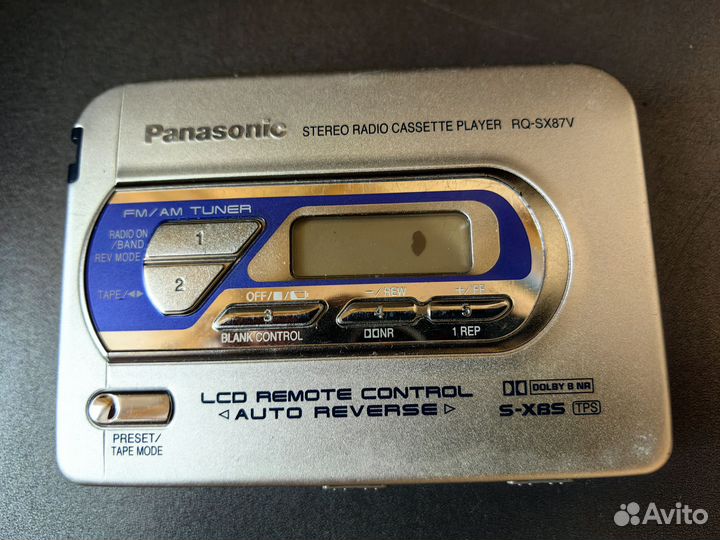 Panasonic STEREO RADIO CASSETTE PLAYER RQ-SX87V
FM/AM TUNER
RADIO ON
/BAND
REV MODE
1
TAPE/◁▶
2
OFF/■/
−/REW
+/FF
3
4
5
BLANK CONTROL
NR
1 REP
LCD REMOTE CONTROL
◁ AUTO REVERSE ▷
DOLBY B NR
S-XBS TPS
PRESET/
TAPE MODE
Avito